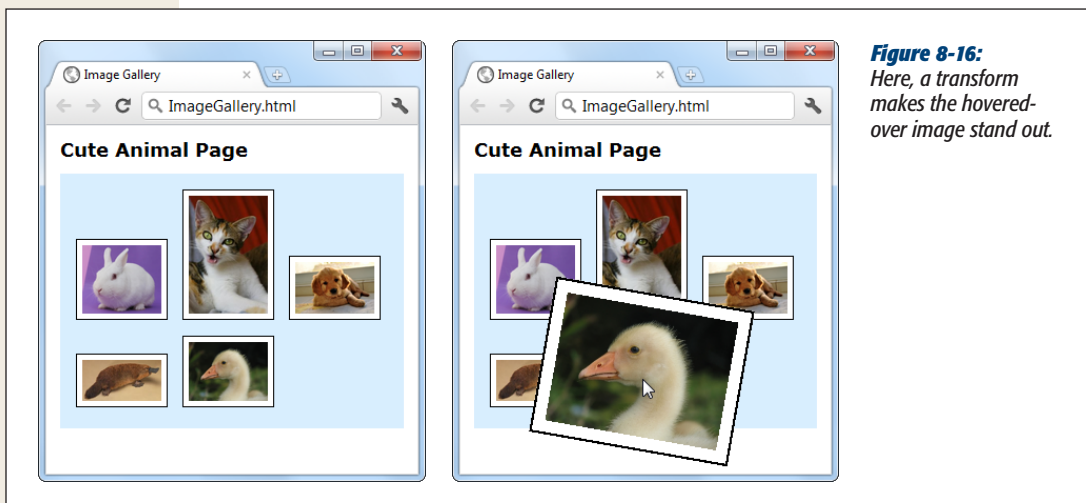 Image Gallery
ImageGallery.html
Cute Animal Page
Image Gallery
ImageGallery.html
Cute Animal Page
Figure 8-16:
Here, a transform
makes the hovered-
over image stand out.